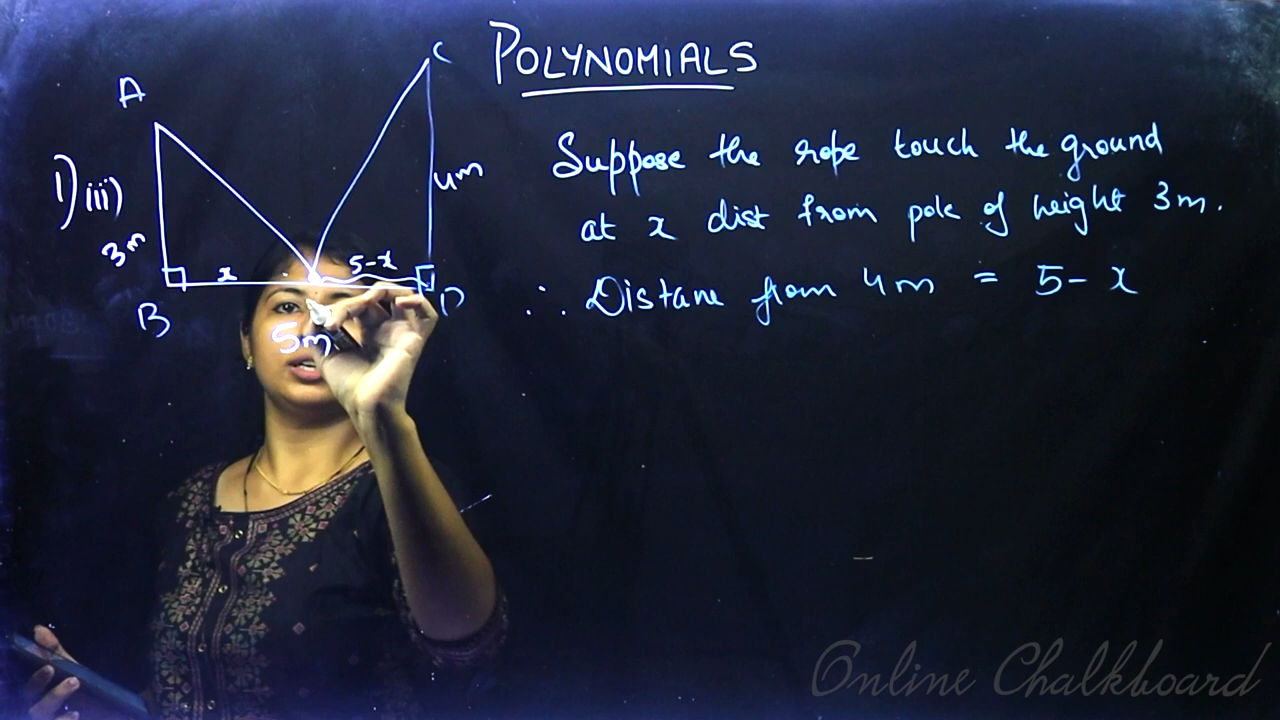 POLYNOMIALS
A
C
1) (iii)
3m
4m
x
5-x
B
D
5m
Suppose the rope touch the ground
at x dist from pole of height 3m.
∴ Distane from 4m = 5- x
Online Chalkboard